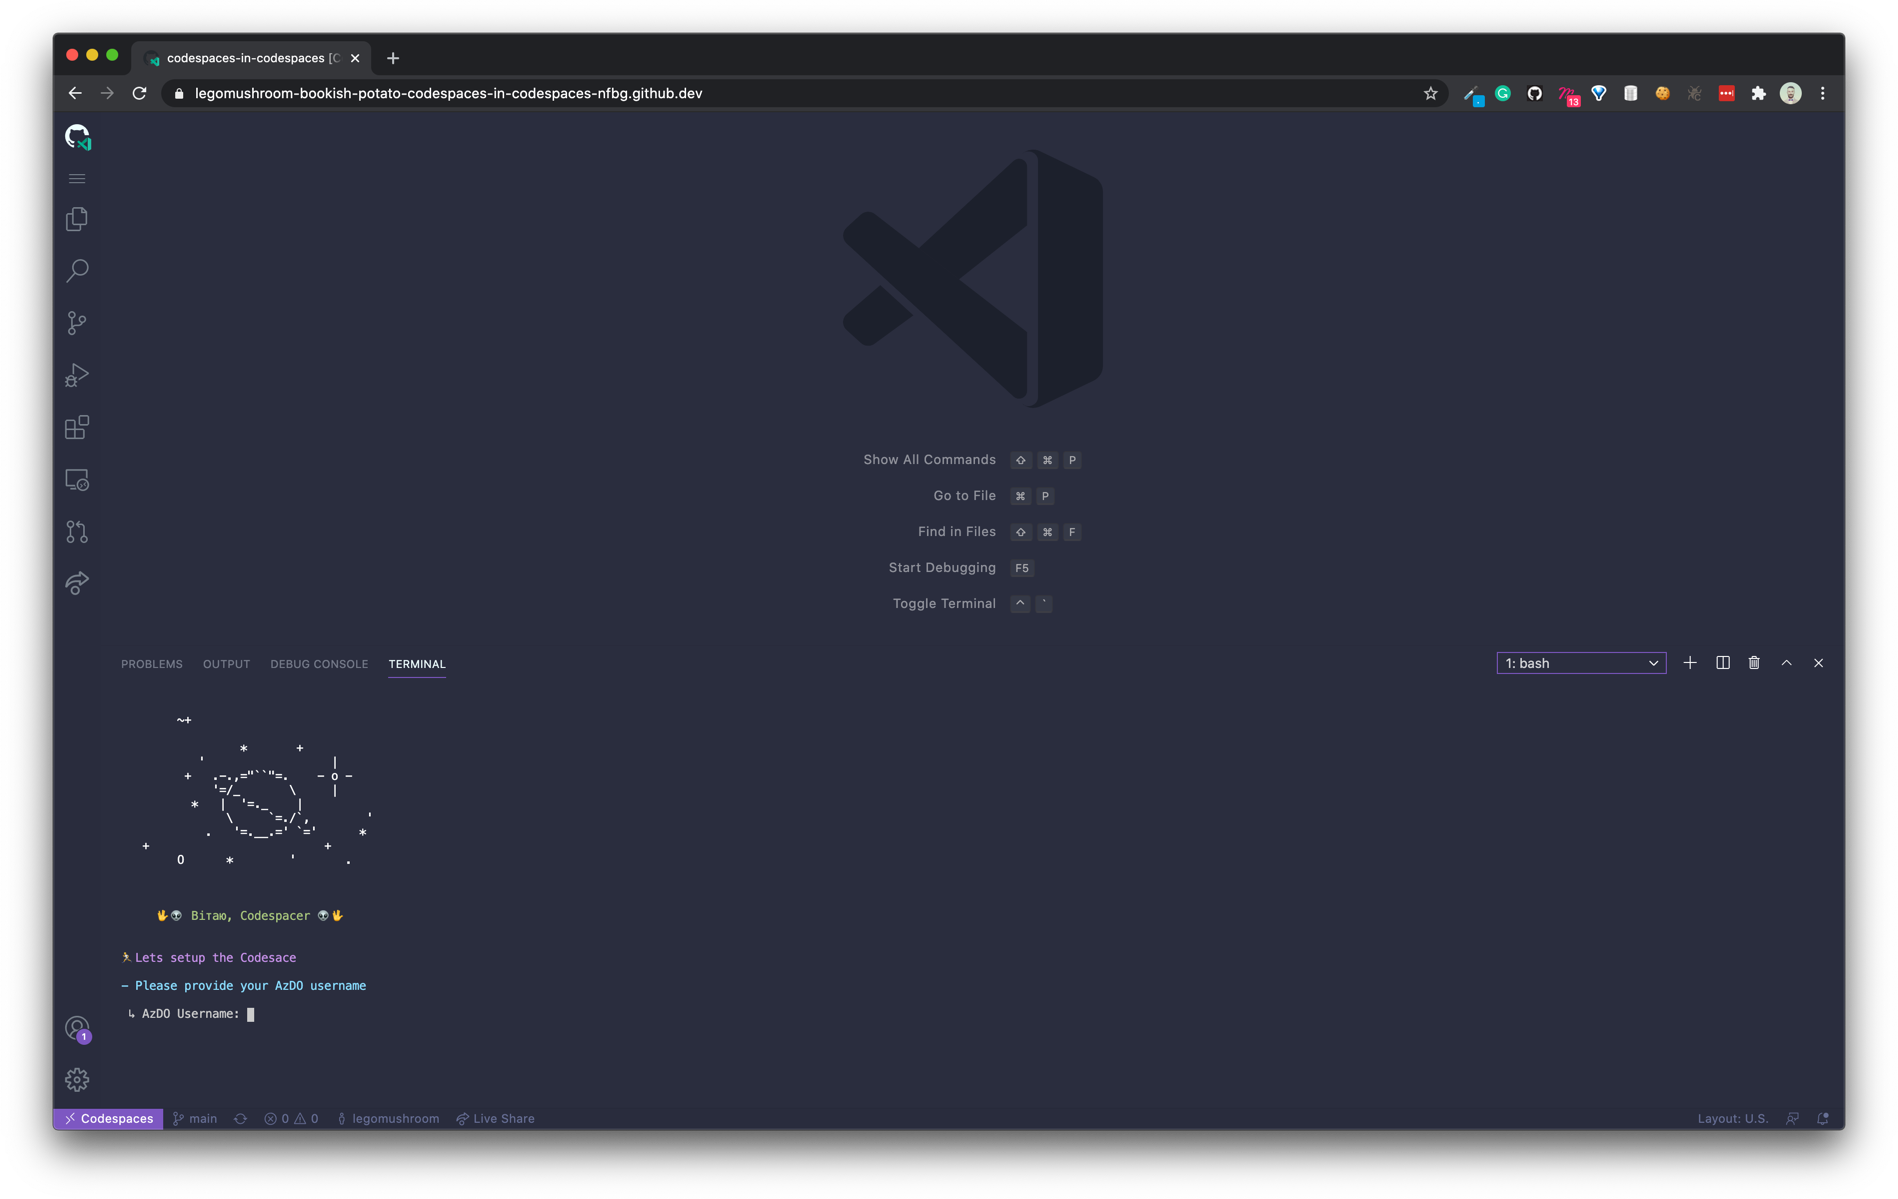 codespaces-in-codespaces [C
legomushroom-bookish-potato-codespaces-in-codespaces-nfbg.github.dev
13
Show All Commands ⇧ ⌘ P
Go to File ⌘ P
Find in Files ⇧ ⌘ F
Start Debugging F5
Toggle Terminal ^ `
PROBLEMS OUTPUT DEBUG CONSOLE TERMINAL
1: bash
~+
* +
' |
+ .-.,="``"=. - o -
'=/_ \ |
* | '=._ |
\ `=./`, '
. '=.__.=' `=' *
+ +
O * ' .
🖖👽 Вітаю, Codespacer 👽🖖
Lets setup the Codesace
- Please provide your AzDO username
↳ AzDO Username:
1
Codespaces main 0 0 legomushroom Live Share
Layout: U.S.